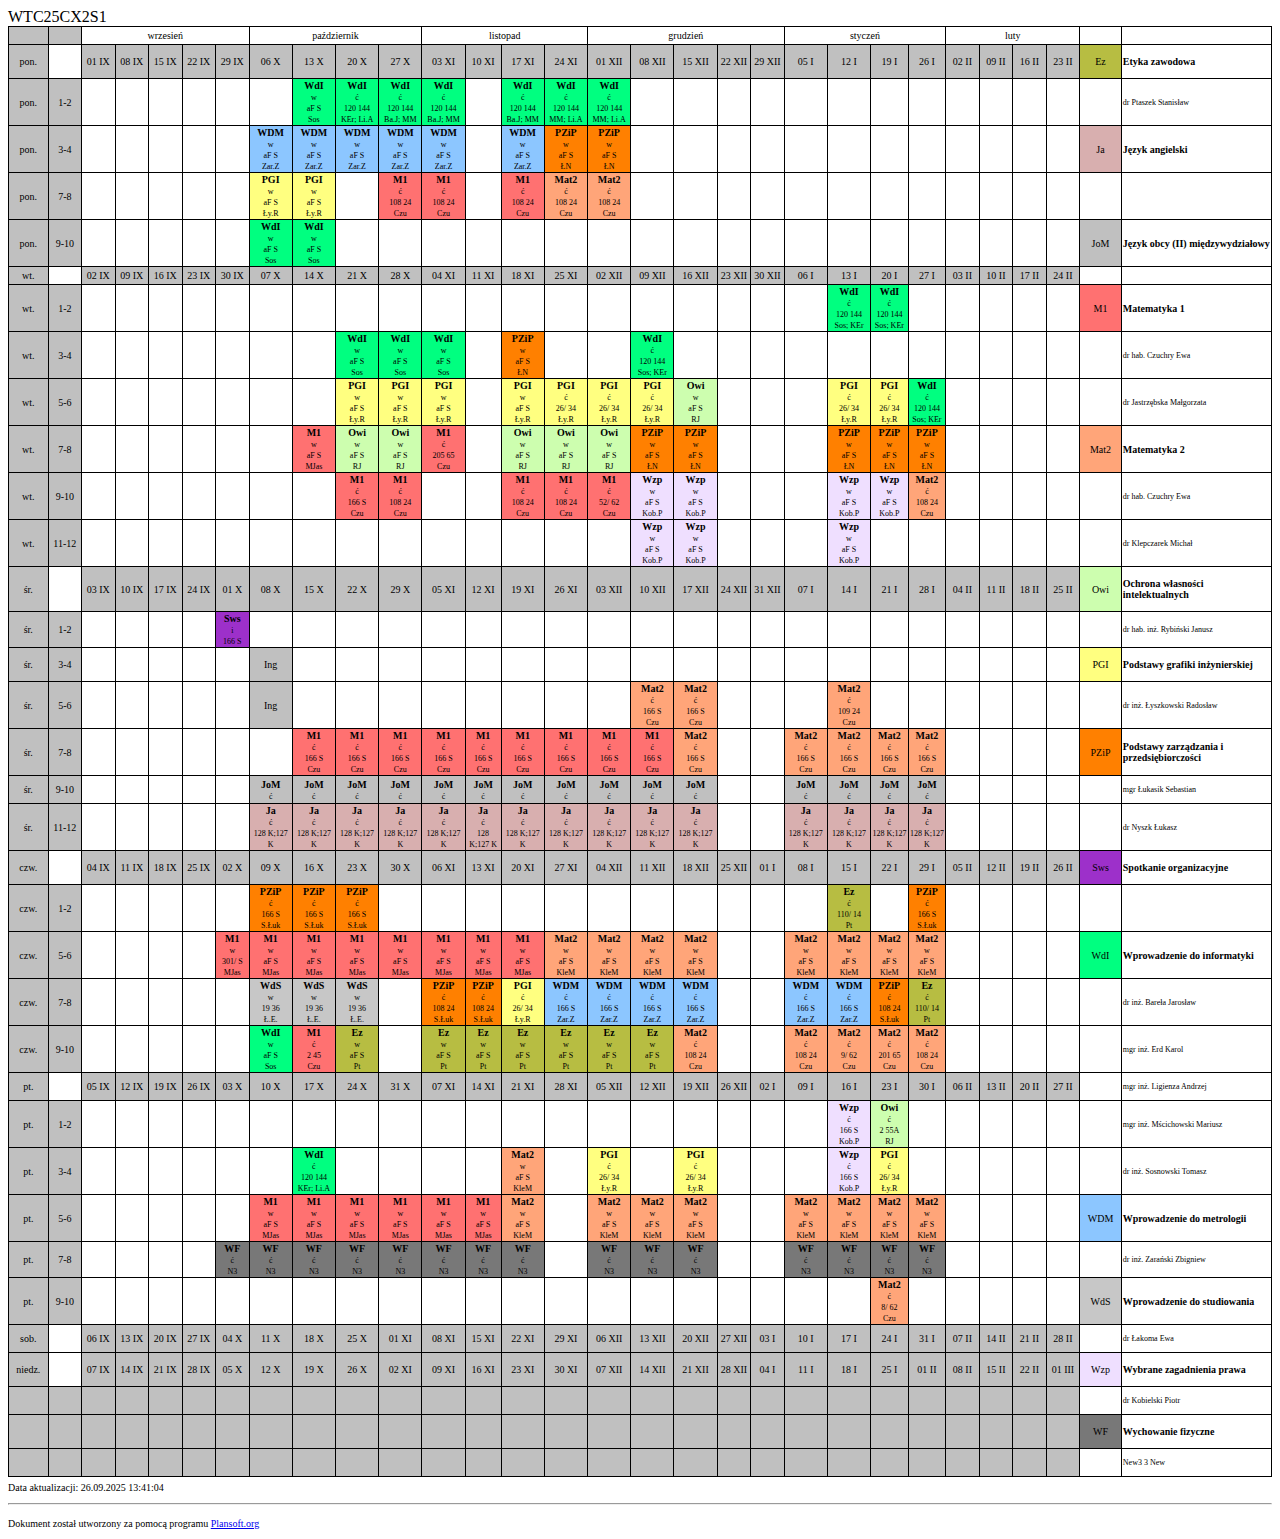 WTC25CX2S1
wrzesień październik listopad grudzień styczeń luty
pon. 01 IX 08 IX 15 IX 22 IX 29 IX 06 X 13 X 20 X 27 X 03 XI 10 XI 17 XI 24 XI 01 XII 08 XII 15 XII 22 XII 29 XII 05 I 12 I 19 I 26 I 02 II 09 II 16 II 23 II Ez Etyka zawodowa
WdI WdI WdI WdI WdI WdI WdI
w ć ć ć ć ć ć
pon. 1-2 dr Ptaszek Stanisław
aF S 120 144 120 144 120 144 120 144 120 144 120 144
Sos KEr; Li.A Ba.J; MM Ba.J; MM Ba.J; MM MM; Li.A MM; Li.A
WDM WDM WDM WDM WDM WDM PZiP PZiP
w w w w w w w w
pon. 3-4 Ja Język angielski
aF S aF S aF S aF S aF S aF S aF S aF S
Zar.Z Zar.Z Zar.Z Zar.Z Zar.Z Zar.Z ŁN ŁN
PGI PGI M1 M1 M1 Mat2 Mat2
w w ć ć ć ć ć
pon. 7-8
aF S aF S 108 24 108 24 108 24 108 24 108 24
Ły.R Ły.R Czu Czu Czu Czu Czu
WdI WdI
w w
pon. 9-10 JoM Język obcy (II) międzywydziałowy
aF S aF S
Sos Sos
wt. 02 IX 09 IX 16 IX 23 IX 30 IX 07 X 14 X 21 X 28 X 04 XI 11 XI 18 XI 25 XI 02 XII 09 XII 16 XII 23 XII 30 XII 06 I 13 I 20 I 27 I 03 II 10 II 17 II 24 II
WdI WdI
ć ć
wt. 1-2 M1 Matematyka 1
120 144 120 144
Sos; KEr Sos; KEr
WdI WdI WdI PZiP WdI
w w w w ć
wt. 3-4 dr hab. Czuchry Ewa
aF S aF S aF S aF S 120 144
Sos Sos Sos ŁN Sos; KEr
PGI PGI PGI PGI PGI PGI PGI Owi PGI PGI WdI
w w w w ć ć ć w ć ć ć
wt. 5-6 dr Jastrzębska Małgorzata
aF S aF S aF S aF S 26/ 34 26/ 34 26/ 34 aF S 26/ 34 26/ 34 120 144
Ły.R Ły.R Ły.R Ły.R Ły.R Ły.R Ły.R RJ Ły.R Ły.R Sos; KEr
M1 Owi Owi M1 Owi Owi Owi PZiP PZiP PZiP PZiP PZiP
w w w ć w w w w w w w w
wt. 7-8 Mat2 Matematyka 2
aF S aF S aF S 205 65 aF S aF S aF S aF S aF S aF S aF S aF S
MJas RJ RJ Czu RJ RJ RJ ŁN ŁN ŁN ŁN ŁN
M1 M1 M1 M1 M1 Wzp Wzp Wzp Wzp Mat2
ć ć ć ć ć w w w w ć
wt. 9-10 dr hab. Czuchry Ewa
166 S 108 24 108 24 108 24 52/ 62 aF S aF S aF S aF S 108 24
Czu Czu Czu Czu Czu Kob.P Kob.P Kob.P Kob.P Czu
Wzp Wzp Wzp
w w w
wt. 11-12 dr Klepczarek Michał
aF S aF S aF S
Kob.P Kob.P Kob.P
śr. 03 IX 10 IX 17 IX 24 IX 01 X 08 X 15 X 22 X 29 X 05 XI 12 XI 19 XI 26 XI 03 XII 10 XII 17 XII 24 XII 31 XII 07 I 14 I 21 I 28 I 04 II 11 II 18 II 25 II Owi Ochrona własności
intelektualnych
Sws
śr. 1-2 i dr hab. inż. Rybiński Janusz
166 S
śr. 3-4 Ing PGI Podstawy grafiki inżynierskiej
Mat2 Mat2 Mat2
ć ć ć
śr. 5-6 Ing dr inż. Łyszkowski Radosław
166 S 166 S 109 24
Czu Czu Czu
M1 M1 M1 M1 M1 M1 M1 M1 M1 Mat2 Mat2 Mat2 Mat2 Mat2
ć ć ć ć ć ć ć ć ć ć ć ć ć ć
śr. 7-8 PZiP Podstawy zarządzania i
przedsiębiorczości
166 S 166 S 166 S 166 S 166 S 166 S 166 S 166 S 166 S 166 S 166 S 166 S 166 S 166 S
Czu Czu Czu Czu Czu Czu Czu Czu Czu Czu Czu Czu Czu Czu
JoM JoM JoM JoM JoM JoM JoM JoM JoM JoM JoM JoM JoM JoM JoM
śr. 9-10 mgr Łukasik Sebastian
ć ć ć ć ć ć ć ć ć ć ć ć ć ć ć
Ja Ja Ja Ja Ja Ja Ja Ja Ja Ja Ja Ja Ja Ja Ja
ć ć ć ć ć ć ć ć ć ć ć ć ć ć ć
śr. 11-12 dr Nyszk Łukasz
128 K;127 128 K;127 128 K;127 128 K;127 128 K;127 128 128 K;127 128 K;127 128 K;127 128 K;127 128 K;127 128 K;127 128 K;127 128 K;127 128 K;127
K K K K K K;127 K K K K K K K K K K
czw. 04 IX 11 IX 18 IX 25 IX 02 X 09 X 16 X 23 X 30 X 06 XI 13 XI 20 XI 27 XI 04 XII 11 XII 18 XII 25 XII 01 I 08 I 15 I 22 I 29 I 05 II 12 II 19 II 26 II Sws Spotkanie organizacyjne
PZiP PZiP PZiP Ez PZiP
ć ć ć ć ć
czw. 1-2
166 S 166 S 166 S 110/ 14 166 S
S.Łuk S.Łuk S.Łuk Pt S.Łuk
M1 M1 M1 M1 M1 M1 M1 M1 Mat2 Mat2 Mat2 Mat2 Mat2 Mat2 Mat2 Mat2
w w w w w w w w w w w w w w w w
czw. 5-6 WdI Wprowadzenie do informatyki
301/ S aF S aF S aF S aF S aF S aF S aF S aF S aF S aF S aF S aF S aF S aF S aF S
MJas MJas MJas MJas MJas MJas MJas MJas KleM KleM KleM KleM KleM KleM KleM KleM
WdS WdS WdS PZiP PZiP PGI WDM WDM WDM WDM WDM WDM PZiP Ez
w w w ć ć ć ć ć ć ć ć ć ć ć
czw. 7-8 dr inż. Bareła Jarosław
19 36 19 36 19 36 108 24 108 24 26/ 34 166 S 166 S 166 S 166 S 166 S 166 S 108 24 110/ 14
Ł.E. Ł.E. Ł.E. S.Łuk S.Łuk Ły.R Zar.Z Zar.Z Zar.Z Zar.Z Zar.Z Zar.Z S.Łuk Pt
WdI M1 Ez Ez Ez Ez Ez Ez Ez Mat2 Mat2 Mat2 Mat2 Mat2
w ć w w w w w w w ć ć ć ć ć
czw. 9-10 mgr inż. Erd Karol
aF S 2 45 aF S aF S aF S aF S aF S aF S aF S 108 24 108 24 9/ 62 201 65 108 24
Sos Czu Pt Pt Pt Pt Pt Pt Pt Czu Czu Czu Czu Czu
pt. 05 IX 12 IX 19 IX 26 IX 03 X 10 X 17 X 24 X 31 X 07 XI 14 XI 21 XI 28 XI 05 XII 12 XII 19 XII 26 XII 02 I 09 I 16 I 23 I 30 I 06 II 13 II 20 II 27 II mgr inż. Ligienza Andrzej
Wzp Owi
ć ć
pt. 1-2 mgr inż. Mścichowski Mariusz
166 S 2 55A
Kob.P RJ
WdI Mat2 PGI PGI Wzp PGI
ć w ć ć ć ć
pt. 3-4 dr inż. Sosnowski Tomasz
120 144 aF S 26/ 34 26/ 34 166 S 26/ 34
KEr; Li.A KleM Ły.R Ły.R Kob.P Ły.R
M1 M1 M1 M1 M1 M1 Mat2 Mat2 Mat2 Mat2 Mat2 Mat2 Mat2 Mat2
w w w w w w w w w w w w w w
pt. 5-6 WDM Wprowadzenie do metrologii
aF S aF S aF S aF S aF S aF S aF S aF S aF S aF S aF S aF S aF S aF S
MJas MJas MJas MJas MJas MJas KleM KleM KleM KleM KleM KleM KleM KleM
WF WF WF WF WF WF WF WF WF WF WF WF WF WF WF
pt. 7-8 ć ć ć ć ć ć ć ć ć ć ć ć ć ć ć dr inż. Zarański Zbigniew
N3 N3 N3 N3 N3 N3 N3 N3 N3 N3 N3 N3 N3 N3 N3
Mat2
ć
pt. 9-10 WdS Wprowadzenie do studiowania
8/ 62
Czu
sob. 06 IX 13 IX 20 IX 27 IX 04 X 11 X 18 X 25 X 01 XI 08 XI 15 XI 22 XI 29 XI 06 XII 13 XII 20 XII 27 XII 03 I 10 I 17 I 24 I 31 I 07 II 14 II 21 II 28 II dr Łakoma Ewa
niedz. 07 IX 14 IX 21 IX 28 IX 05 X 12 X 19 X 26 X 02 XI 09 XI 16 XI 23 XI 30 XI 07 XII 14 XII 21 XII 28 XII 04 I 11 I 18 I 25 I 01 II 08 II 15 II 22 II 01 III Wzp Wybrane zagadnienia prawa
dr Kobielski Piotr
WF Wychowanie fizyczne
New3 3 New
Data aktualizacji: 26.09.2025 13:41:04
Dokument został utworzony za pomocą programu Plansoft.org